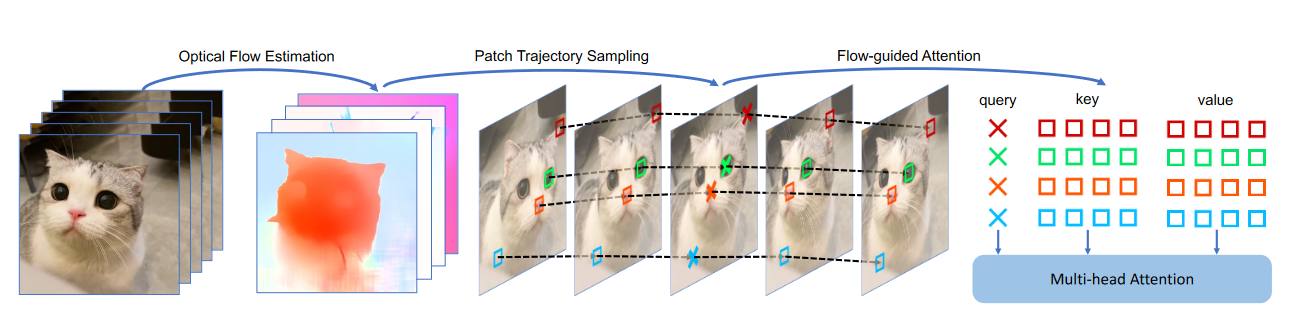 Optical Flow Estimation
Patch Trajectory Sampling
Flow-guided Attention
query
key
value
Multi-head Attention